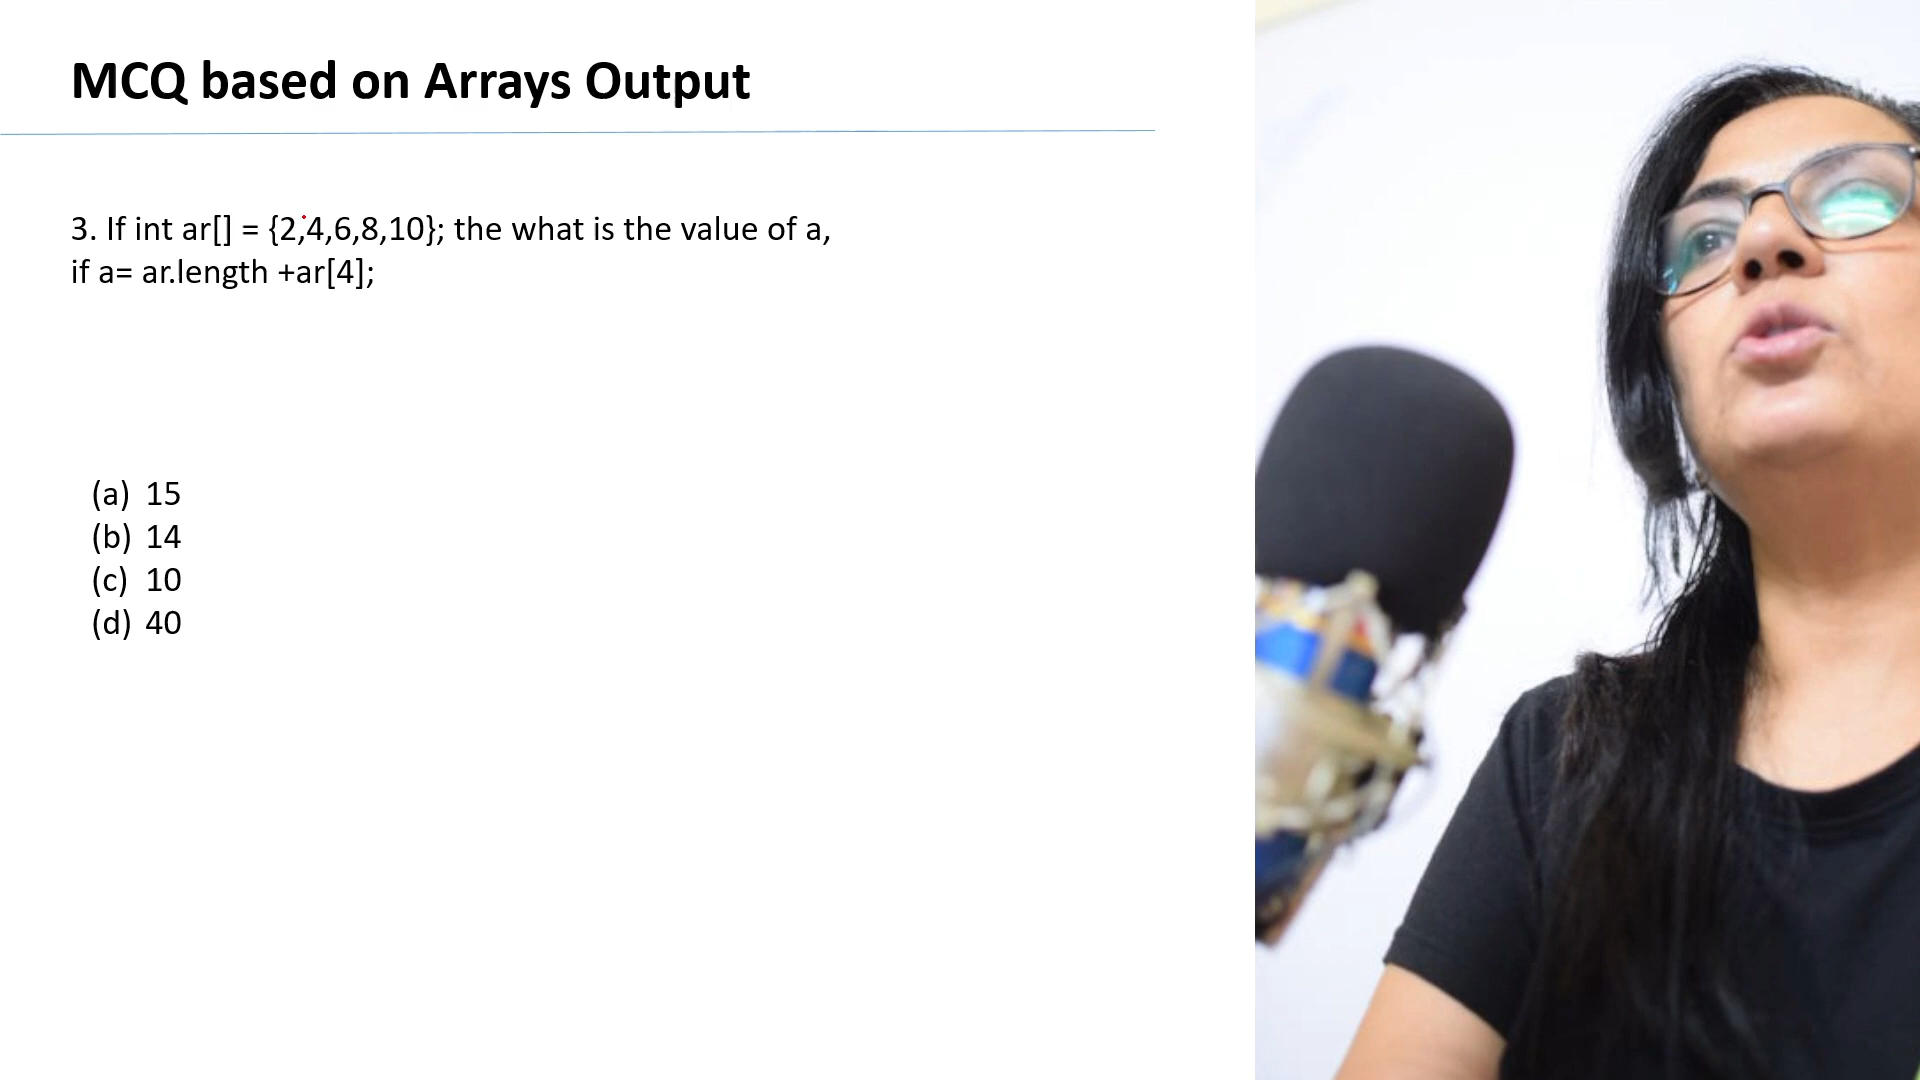 MCQ based on Arrays Output
3. If int ar[] = {2,4,6,8,10}; the what is the value of a,
if a= ar.length +ar[4];
(a) 15
(b) 14
(c) 10
(d) 40